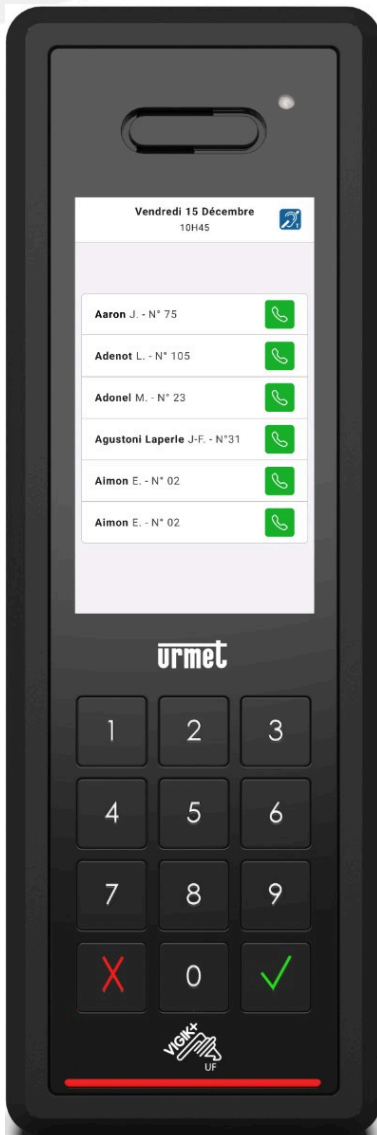 Vendredi 15 Décembre
10H45
T
Aaron J. - N° 75
Adenot L. - N° 105
Adonel M. - N° 23
Agustoni Laperle J-F. - N°31
Aimon E. - N° 02
Aimon E. - N° 02
urmet
1 2 3
4 5 6
7 8 9
X 0 ✓
VIGIK+
UF